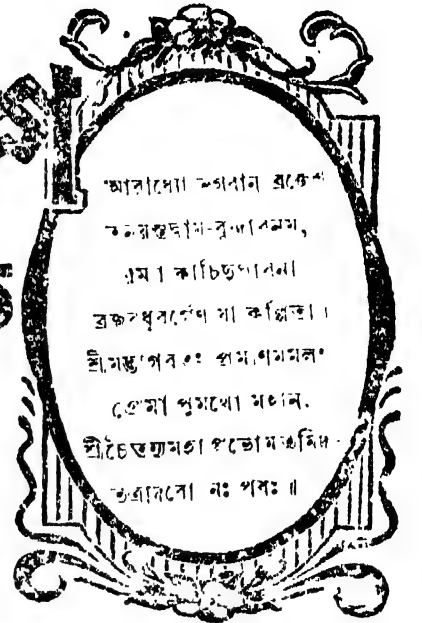 আরাধ্যো ভগবান ব্রজেশ
তনয়স্তদ্ধাম-বৃন্দাবনম,
রম্যা কাচিদুপাসনা
ব্রজবধূবর্গেণ যা কল্পিতা।
শ্রীমদ্ভাগবতং প্রমাণমমলং
প্রেমা পুমর্থো মহান.
শ্রীচৈতন্যমহাপ্রভোর্মতমিদ-
তত্রাদরো নঃ পরঃ॥